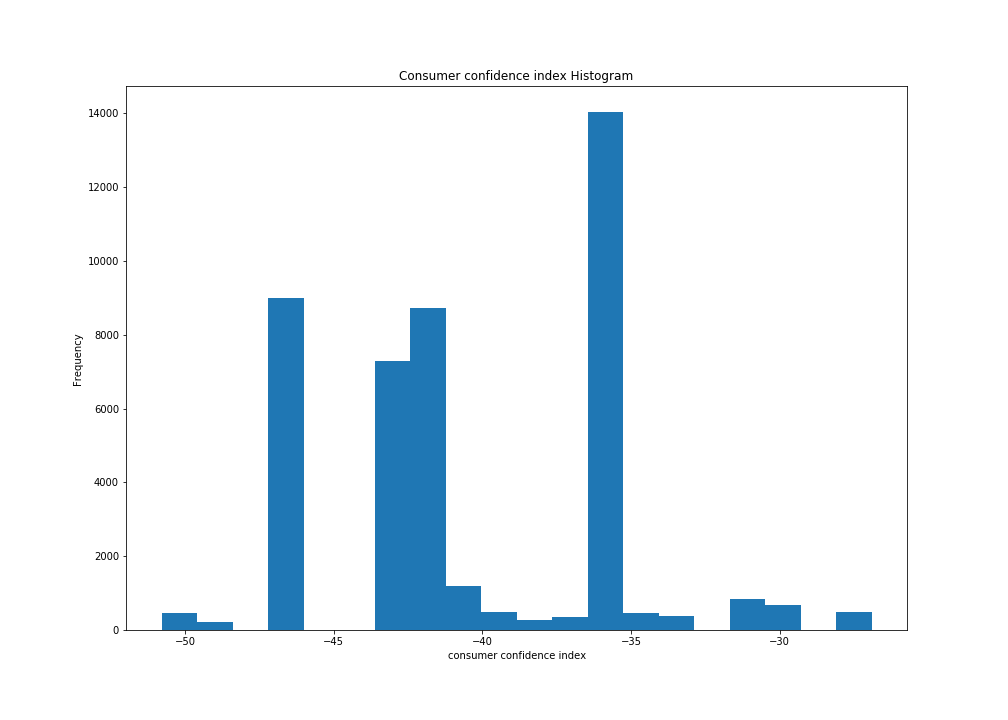 Consumer confidence index Histogram
14000
12000
10000
8000
6000
4000
2000
0
Frequency
−50 −45 −40 −35 −30
consumer confidence index